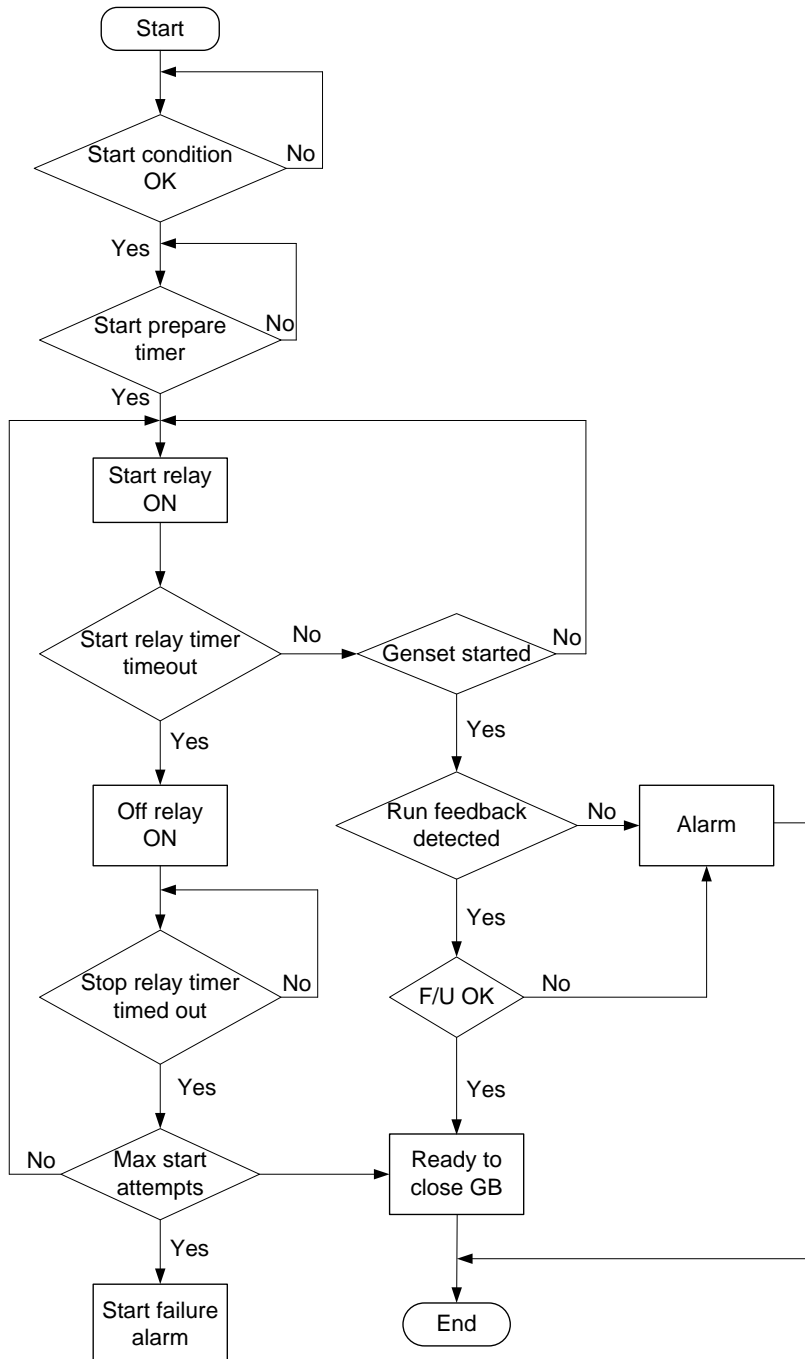 Start
Start condition
OK
No
Yes
Start prepare
timer
No
Yes
Start relay
ON
Start relay timer
timeout
No
Genset started
No
Yes
Yes
Off relay
ON
Run feedback
detected
No
Alarm
Yes
Stop relay timer
timed out
No
F/U OK
No
Yes
Yes
No
Max start
attempts
Ready to
close GB
Yes
Start failure
alarm
End